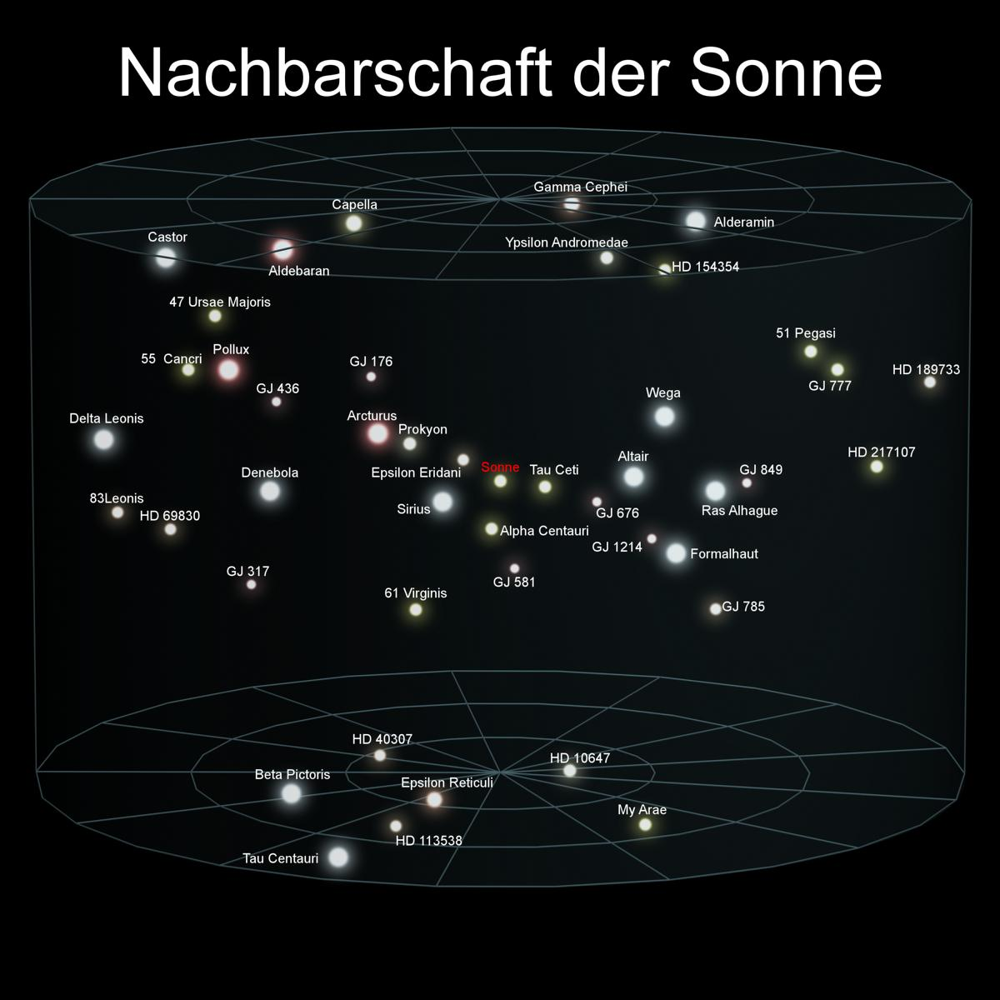 Nachbarschaft der Sonne
Gamma Cephei
Capella
Alderamin
Castor
Ypsilon Andromedae
Aldebaran
HD 154354
47 Ursae Majoris
51 Pegasi
Pollux
55 Cancri
GJ 176
HD 189733
GJ 777
GJ 436
Wega
Arcturus
Delta Leonis
Prokyon
HD 217107
Altair
Sonne
Tau Ceti
GJ 849
Epsilon Eridani
Denebola
83Leonis
Sirius
Ras Alhague
GJ 676
HD 69830
Alpha Centauri
GJ 1214
Formalhaut
GJ 317
GJ 581
61 Virginis
GJ 785
HD 40307
HD 10647
Beta Pictoris
Epsilon Reticuli
My Arae
HD 113538
Tau Centauri